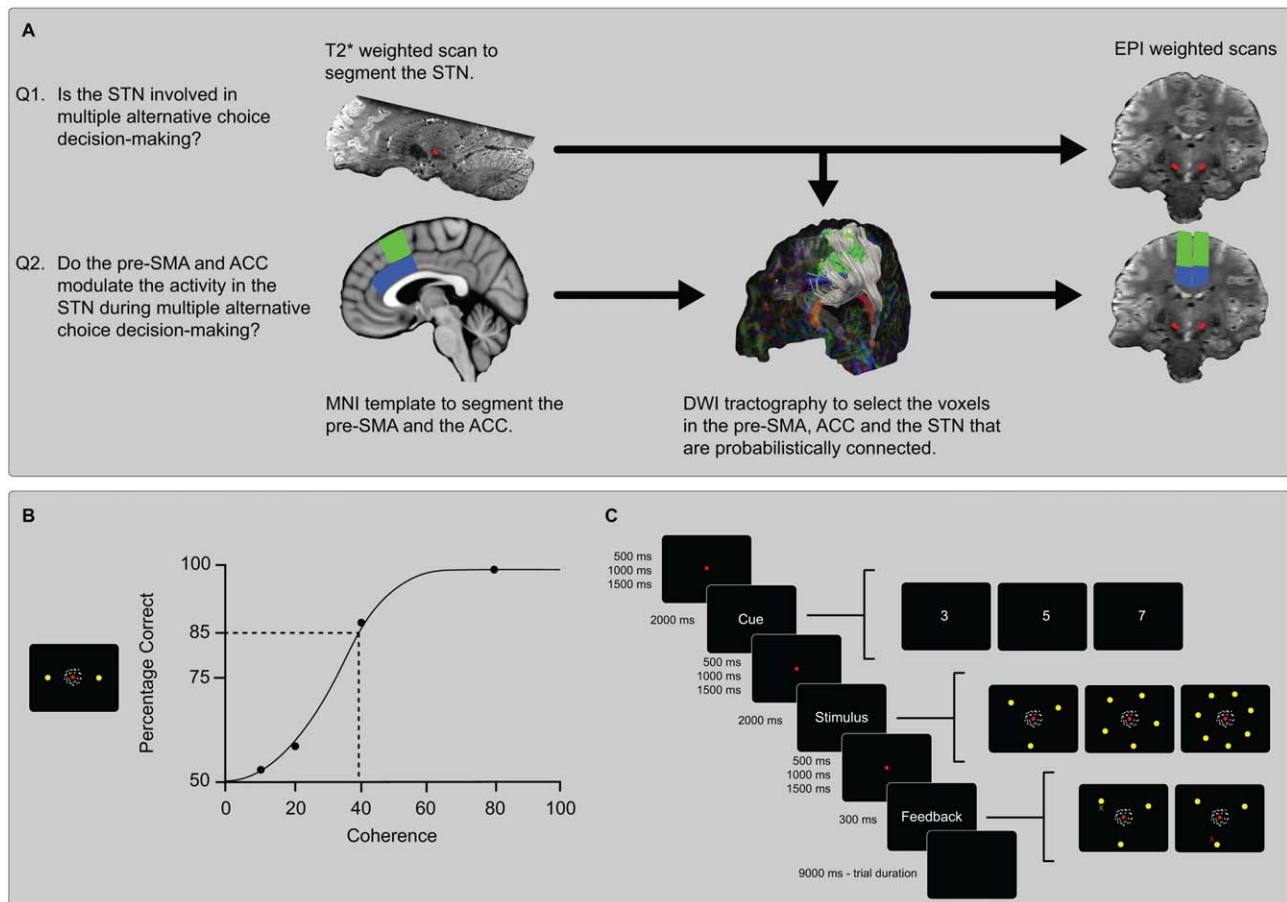 A
T2* weighted scan to
segment the STN.
EPI weighted scans
Q1. Is the STN involved in
multiple alternative choice
decision-making?
Q2. Do the pre-SMA and ACC
modulate the activity in the
STN during multiple alternative
choice decision-making?
MNI template to segment the
pre-SMA and the ACC.
DWI tractography to select the voxels
in the pre-SMA, ACC and the STN that
are probabilistically connected.
B
Percentage Correct
100
85
75
50
0 20 40 60 80 100
Coherence
C
500 ms
1000 ms
1500 ms
2000 ms
Cue
3 5 7
500 ms
1000 ms
1500 ms
2000 ms
Stimulus
500 ms
1000 ms
1500 ms
300 ms
Feedback
x x
9000 ms - trial duration